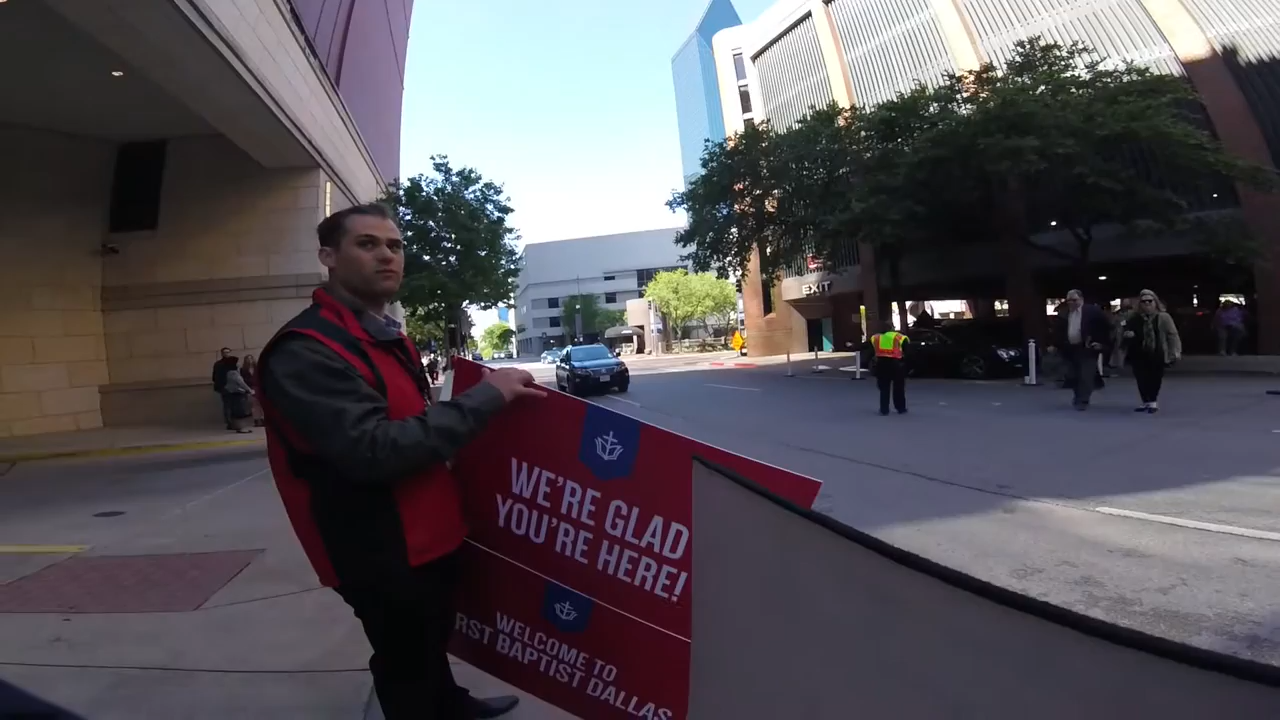 EXIT
WE'RE GLAD
YOU'RE HERE!
WELCOME TO
RST BAPTIST DALLAS